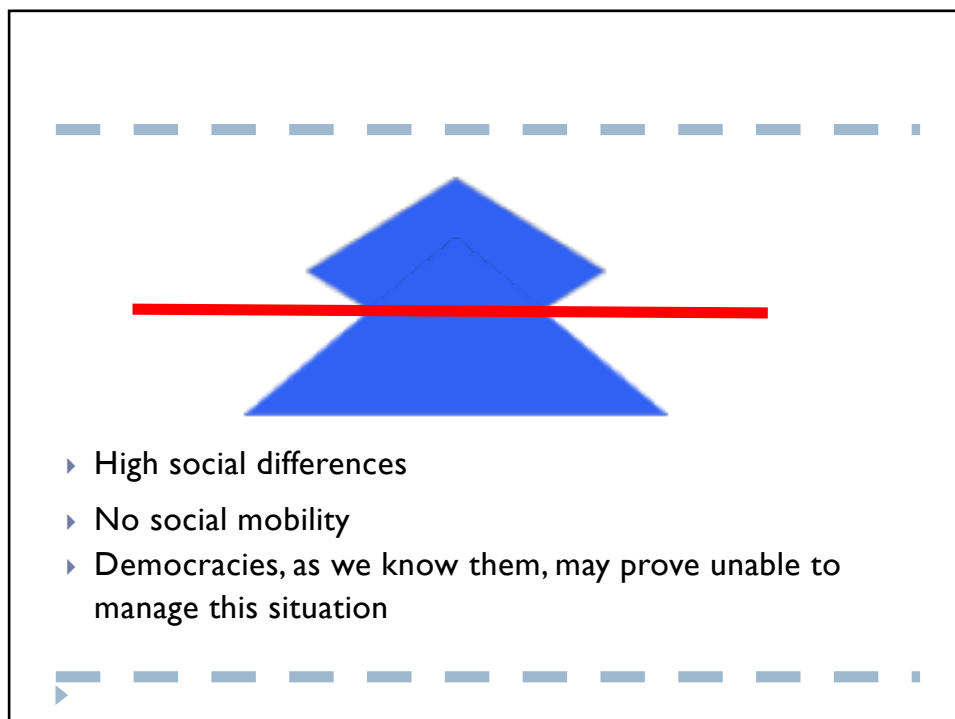 High social differences
No social mobility
Democracies, as we know them, may prove unable to
manage this situation